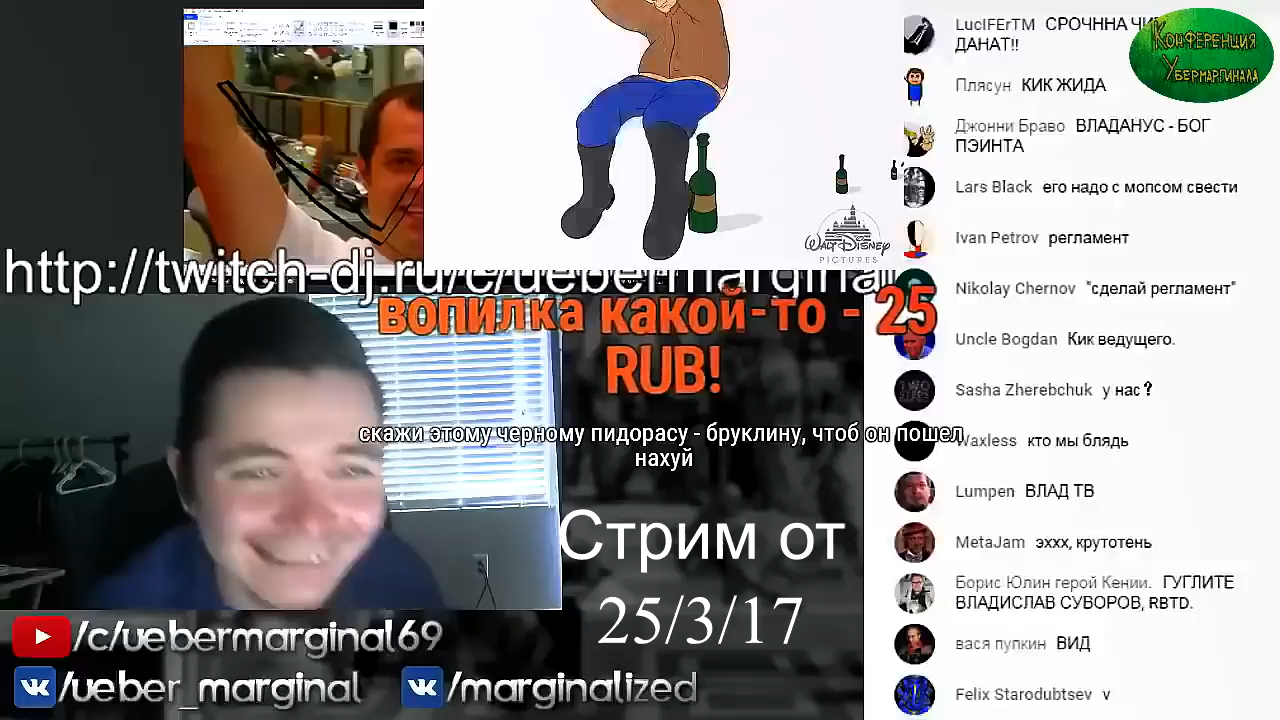 WALT DISNEY
PICTURES
http://twitch-dj.ru/c/uebermarginal
вопилка какой-то - 25
RUB!
скажи этому черному пидорасу - бруклину, чтоб он пошел
нахуй
Стрим от
25/3/17
/c/uebermarginal69
/ueber_marginal
/marginalized
Конференция
Убермаргинала
LuciFErTM СРОЧННА
ДАНАТ!!
Плясун КИК ЖИДА
Джонни Браво ВЛАДАНУС - БОГ
ПЭИНТА
Lars Black его надо с мопсом свести
Ivan Petrov регламент
Nikolay Chernov "сделай регламент"
Uncle Bogdan Кик ведущего.
Sasha Zherebchuk у нас?
Waxless кто мы блядь
Lumpen ВЛАД ТВ
MetaJam эххх, крутотень
Борис Юлин герой Кении. ГУГЛИТЕ
ВЛАДИСЛАВ СУВОРОВ, RBTD.
вася пупкин ВИД
Felix Starodubtsev v